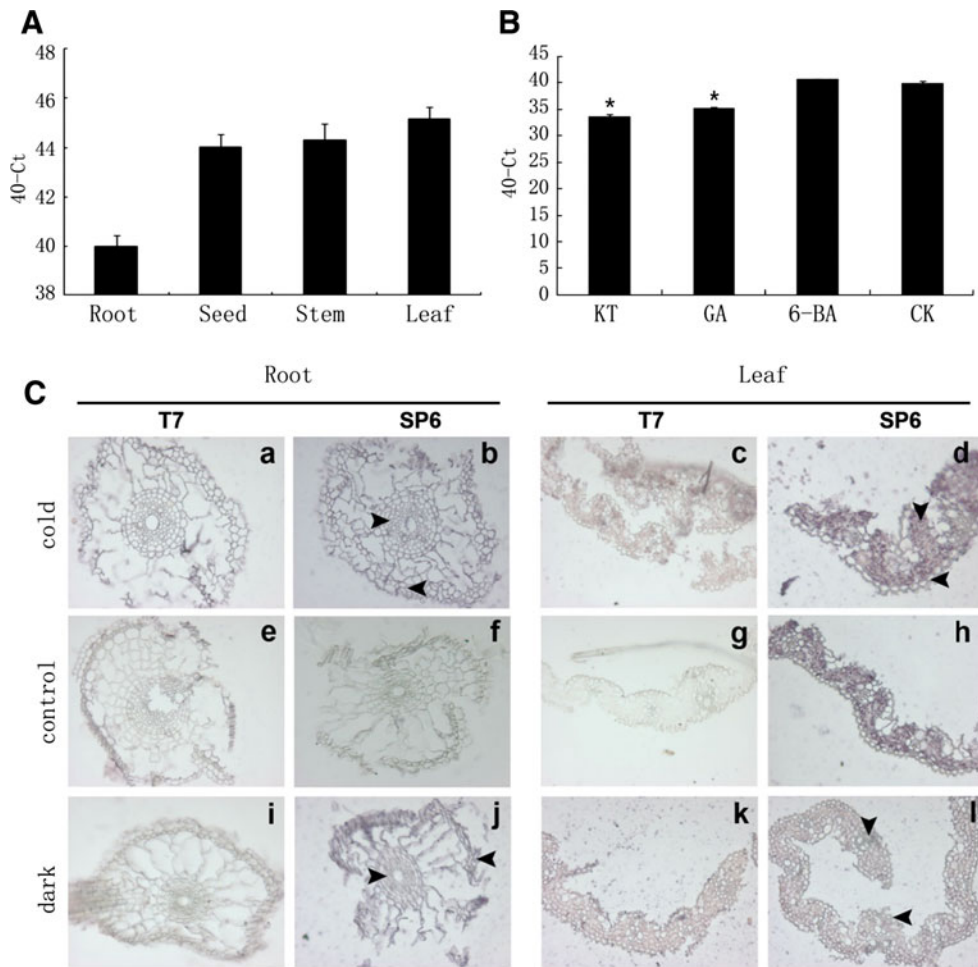 A
40-Ct
48
46
44
42
40
38
Root Seed Stem Leaf
B
40-Ct
45
40
35
30
25
20
15
10
5
0
* *
KT GA 6-BA CK
C
Root Leaf
T7 SP6 T7 SP6
cold
a b c d
control
e f g h
dark
i j k l